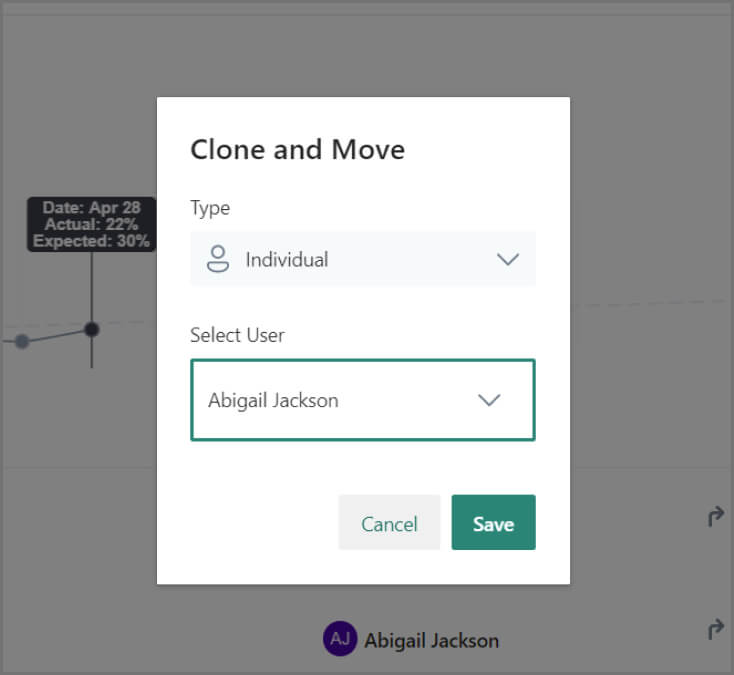 Clone and Move
Type
Date: Apr 28
Actual: 22%
Expected: 30%
Individual
Select User
Abigail Jackson
Cancel
Save
AJ Abigail Jackson